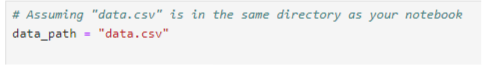 # Assuming "data.csv" is in the same directory as your notebook
data_path = "data.csv"